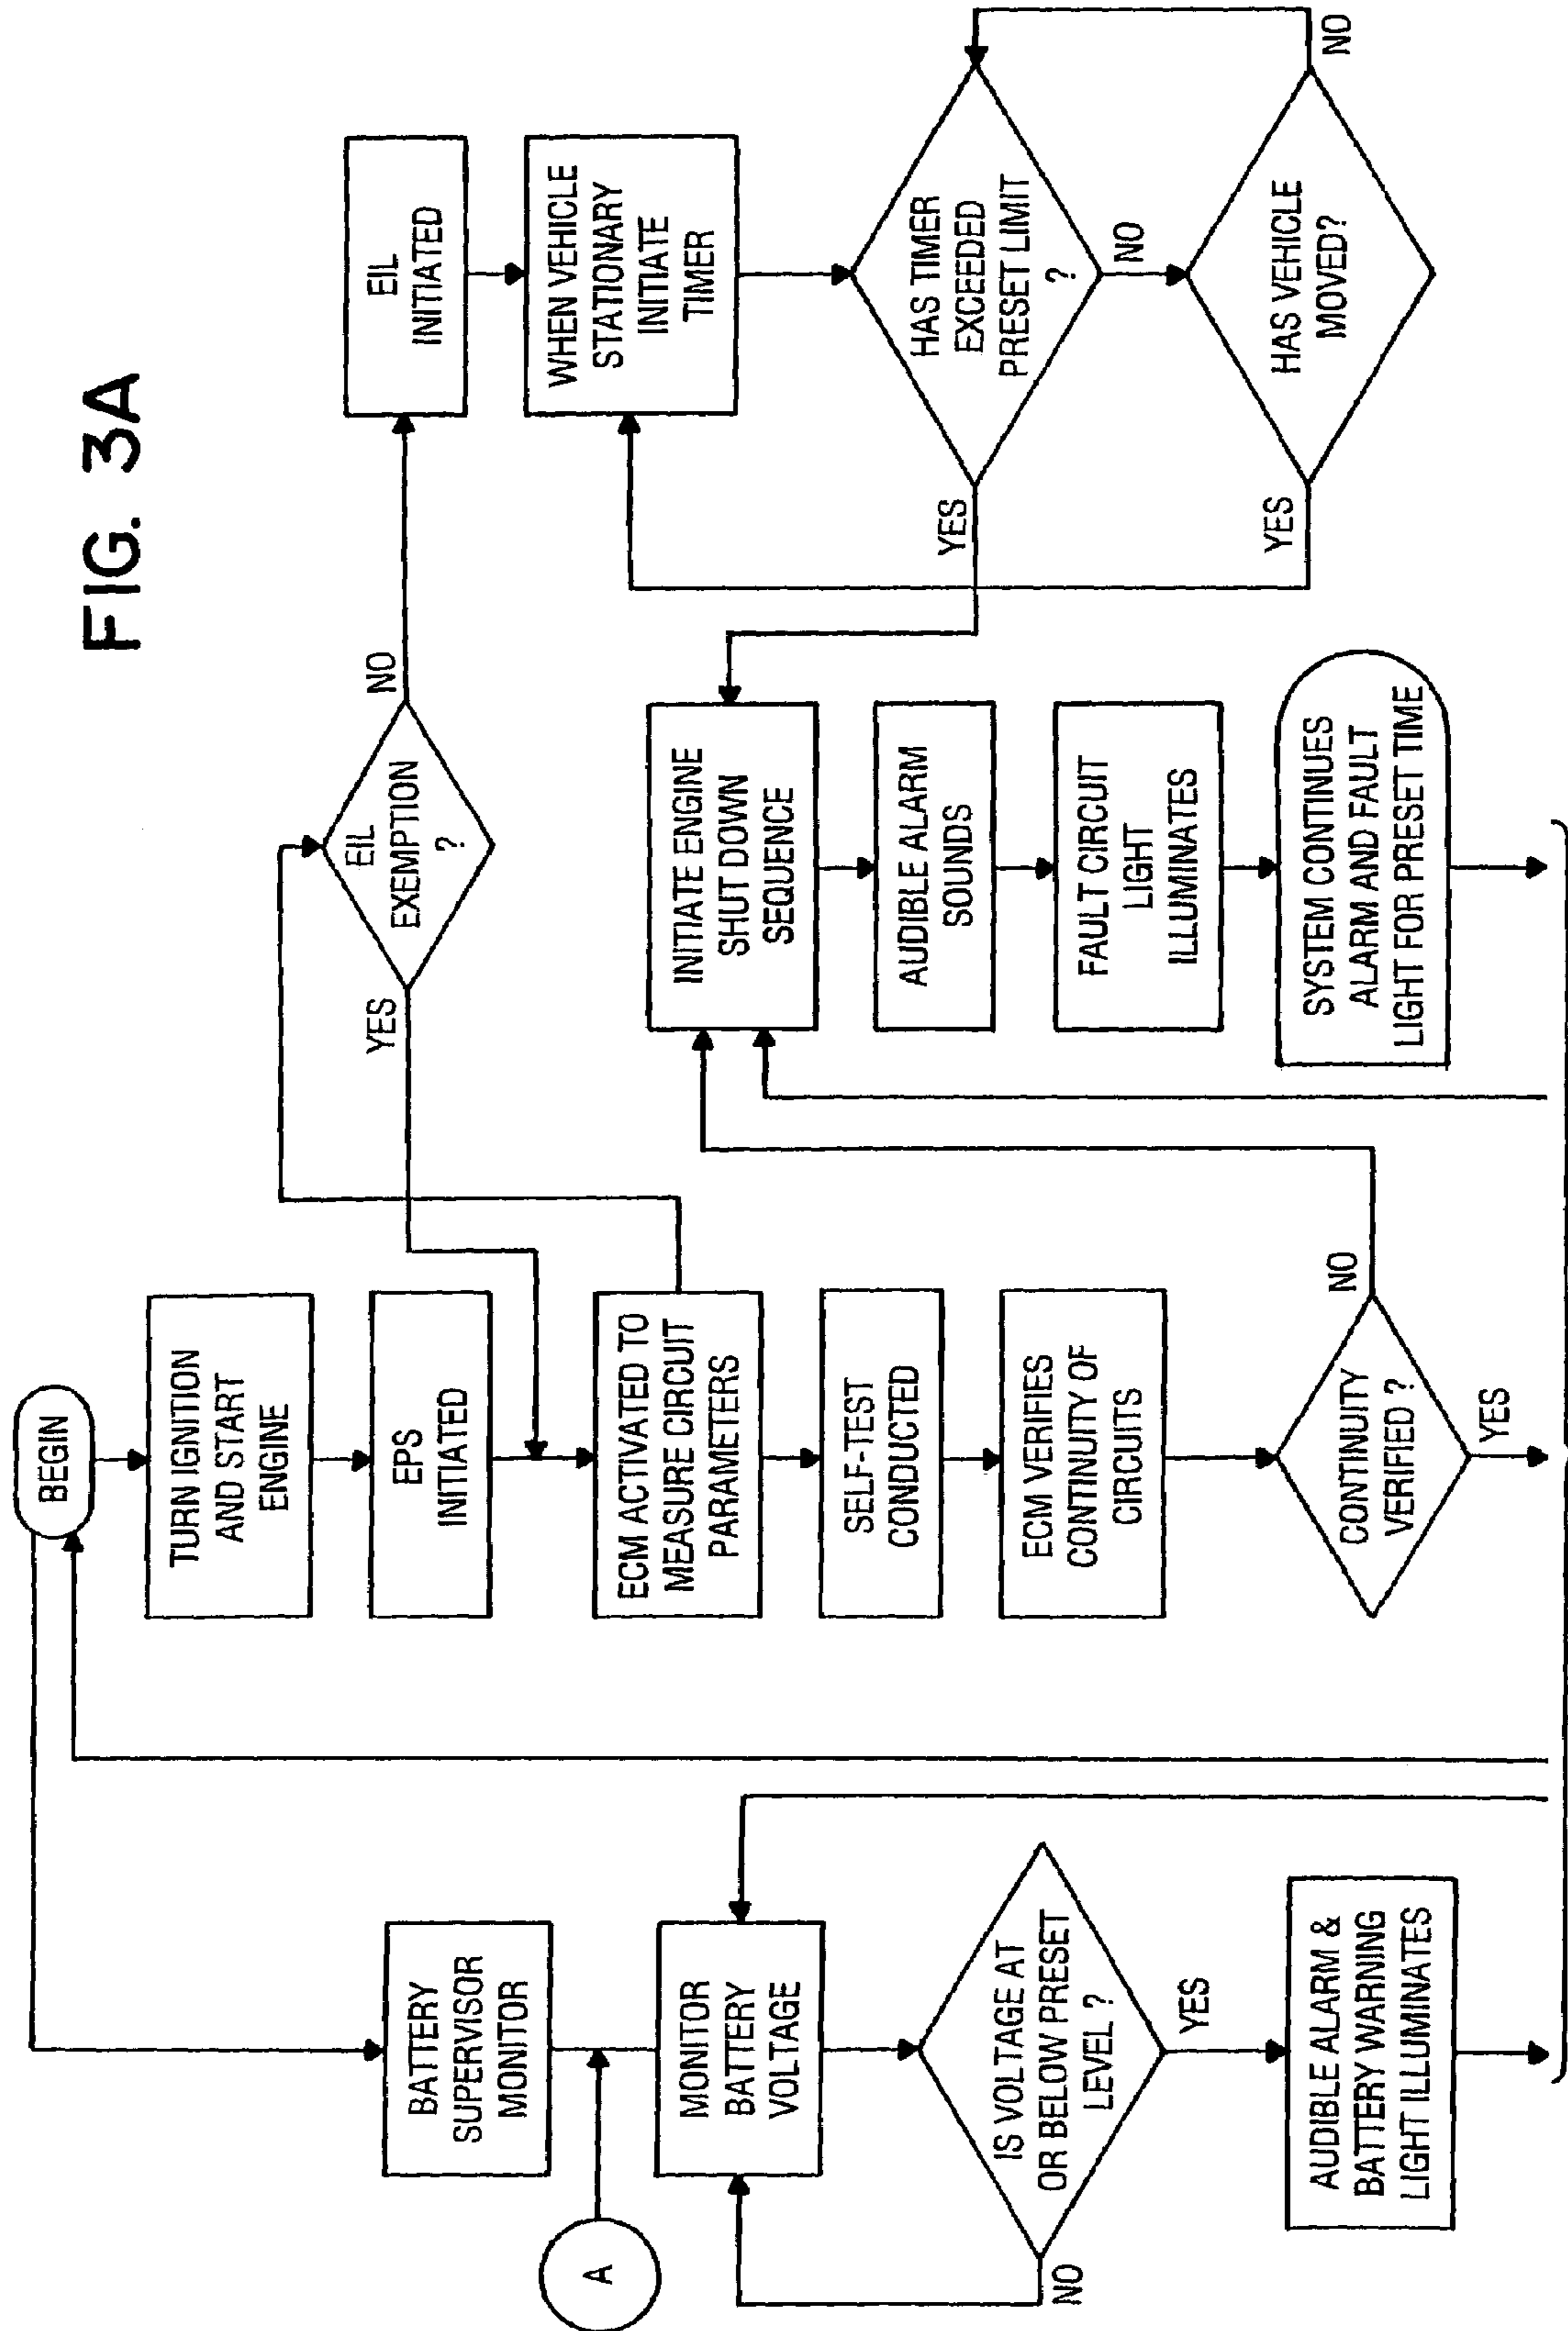 FIG. 3A
BEGIN
TURN IGNITION
AND START
ENGINE
EPS
INITIATED
ECM ACTIVATED TO
MEASURE CIRCUIT
PARAMETERS
SELF-TEST
CONDUCTED
ECM VERIFIES
CONTINUITY OF
CIRCUITS
CONTINUITY
VERIFIED ?
NO
YES
BATTERY
SUPERVISOR
MONITOR
A
MONITOR
BATTERY
VOLTAGE
IS VOLTAGE AT
OR BELOW PRESET
LEVEL ?
NO
YES
AUDIBLE ALARM &
BATTERY WARNING
LIGHT ILLUMINATES
EIL
EXEMPTION
?
YES
NO
EIL
INITIATED
WHEN VEHICLE
STATIONARY
INITIATE
TIMER
HAS TIMER
EXCEEDED
PRESET LIMIT
?
YES
NO
HAS VEHICLE
MOVED?
YES
NO
INITIATE ENGINE
SHUT DOWN
SEQUENCE
AUDIBLE ALARM
SOUNDS
FAULT CIRCUIT
LIGHT
ILLUMINATES
SYSTEM CONTINUES
ALARM AND FAULT
LIGHT FOR PRESET TIME